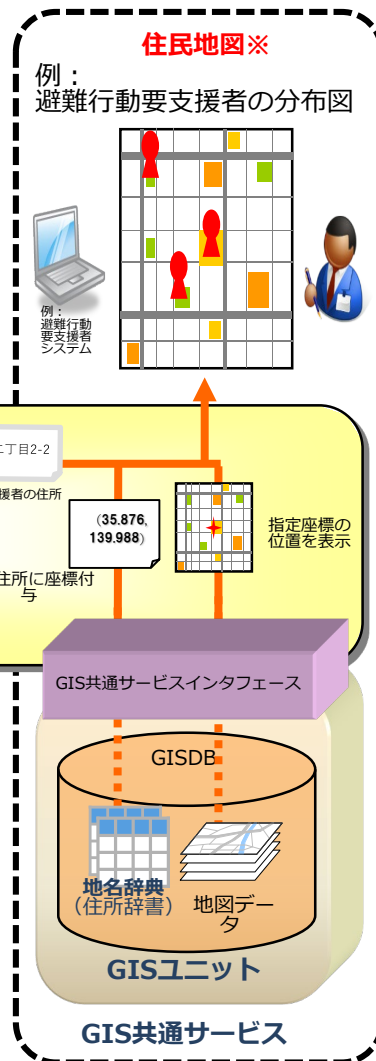 住民地図※
例：
避難行動要支援者の分布図
例：
避難行動
要支援者
システム
二丁目2-2
援者の住所
（35.876,
139.988）
指定座標の
位置を表示
住所に座標付
与
GIS共通サービスインタフェース
GISDB
地名辞典
（住所辞書）
地図デー
タ
GISユニット
GIS共通サービス